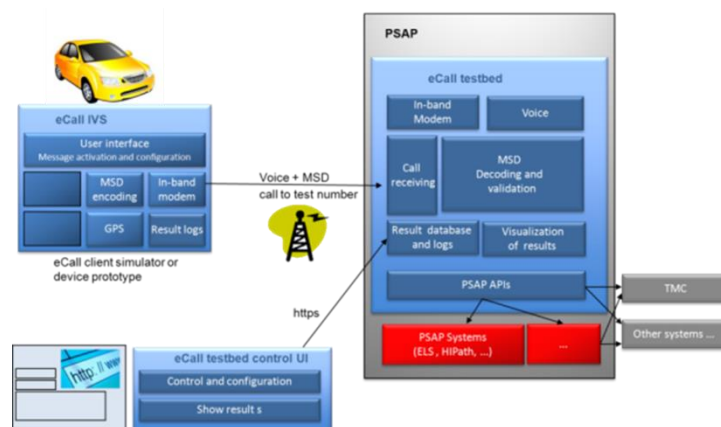 PSAP
eCall testbed
In-band
Modem
Voice
Call
receiving
MSD
Decoding and
validation
Result database
and logs
Visualization
of results
PSAP APIs
PSAP Systems
(ELS , HIPath, ...)
...
TMC
Other systems ...
eCall IVS
User interface
Message activation and configuration
MSD
encoding
In-band
modem
GPS
Result logs
eCall client simulator or
device prototype
Voice + MSD
call to test number
https
http://www
eCall testbed control UI
Control and configuration
Show result s